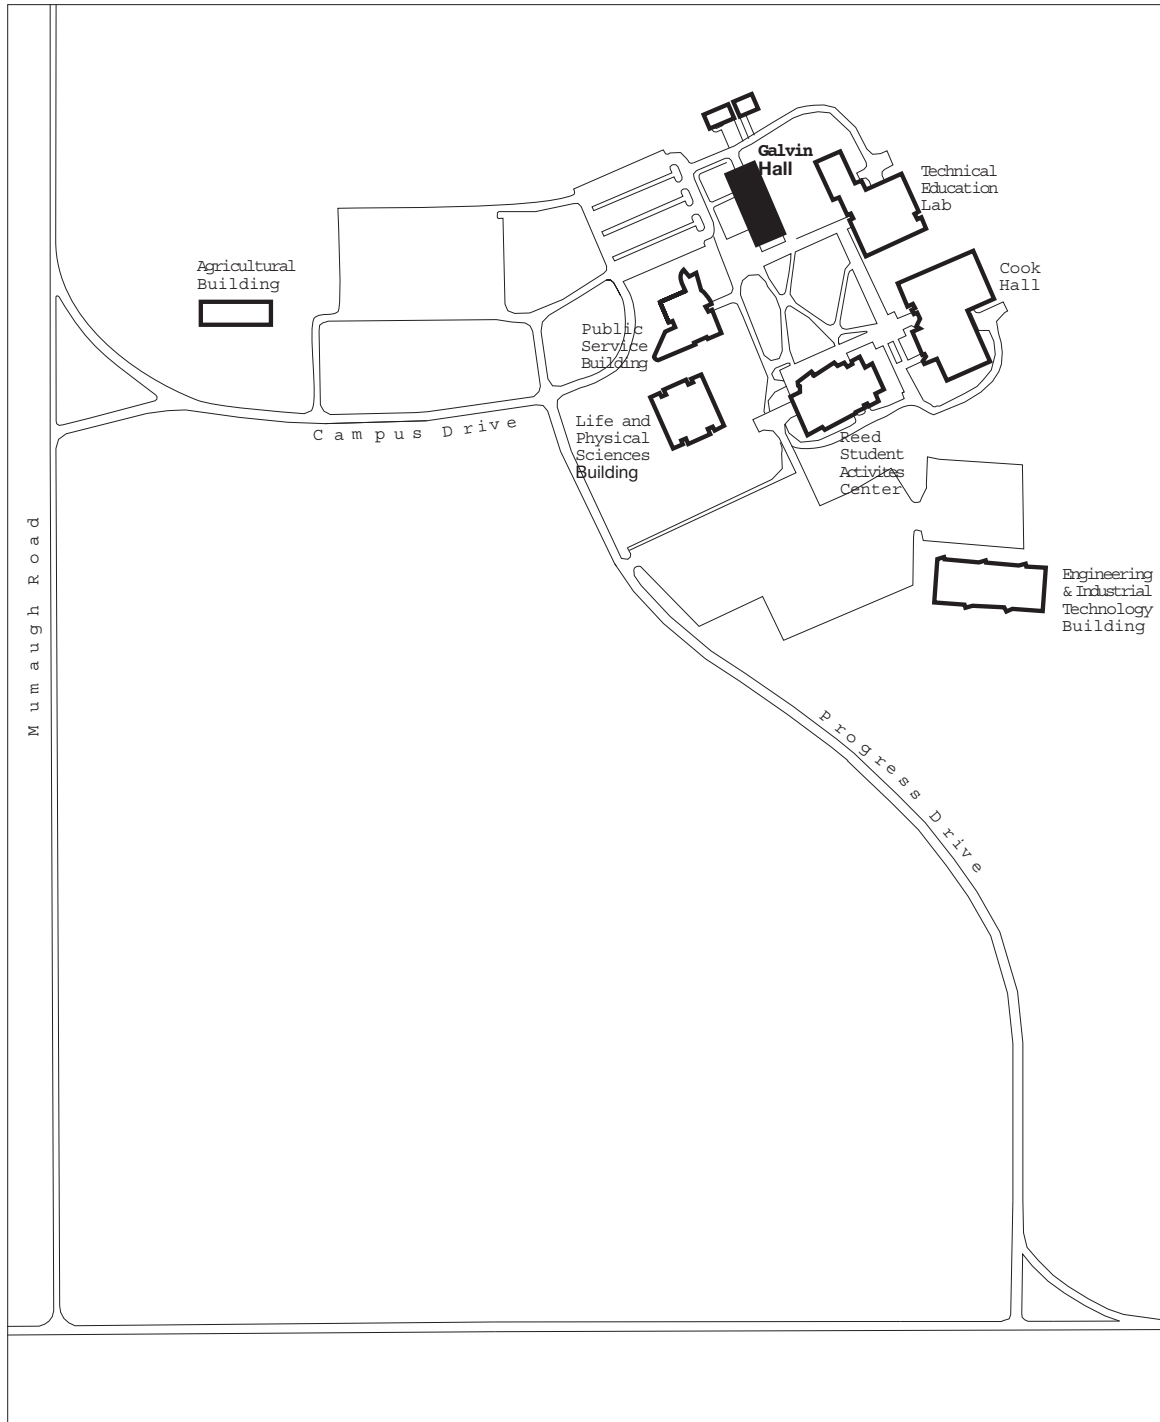 Galvin
Hall
Technical
Education
Lab
Agricultural
Building
Cook
Hall
Public
Service
Building
Life and
Physical
Sciences
Building
Campus Drive
Reed
Student
Activites
Center
Mumaugh Road
Engineering
& Industrial
Technology
Building
Progress Drive